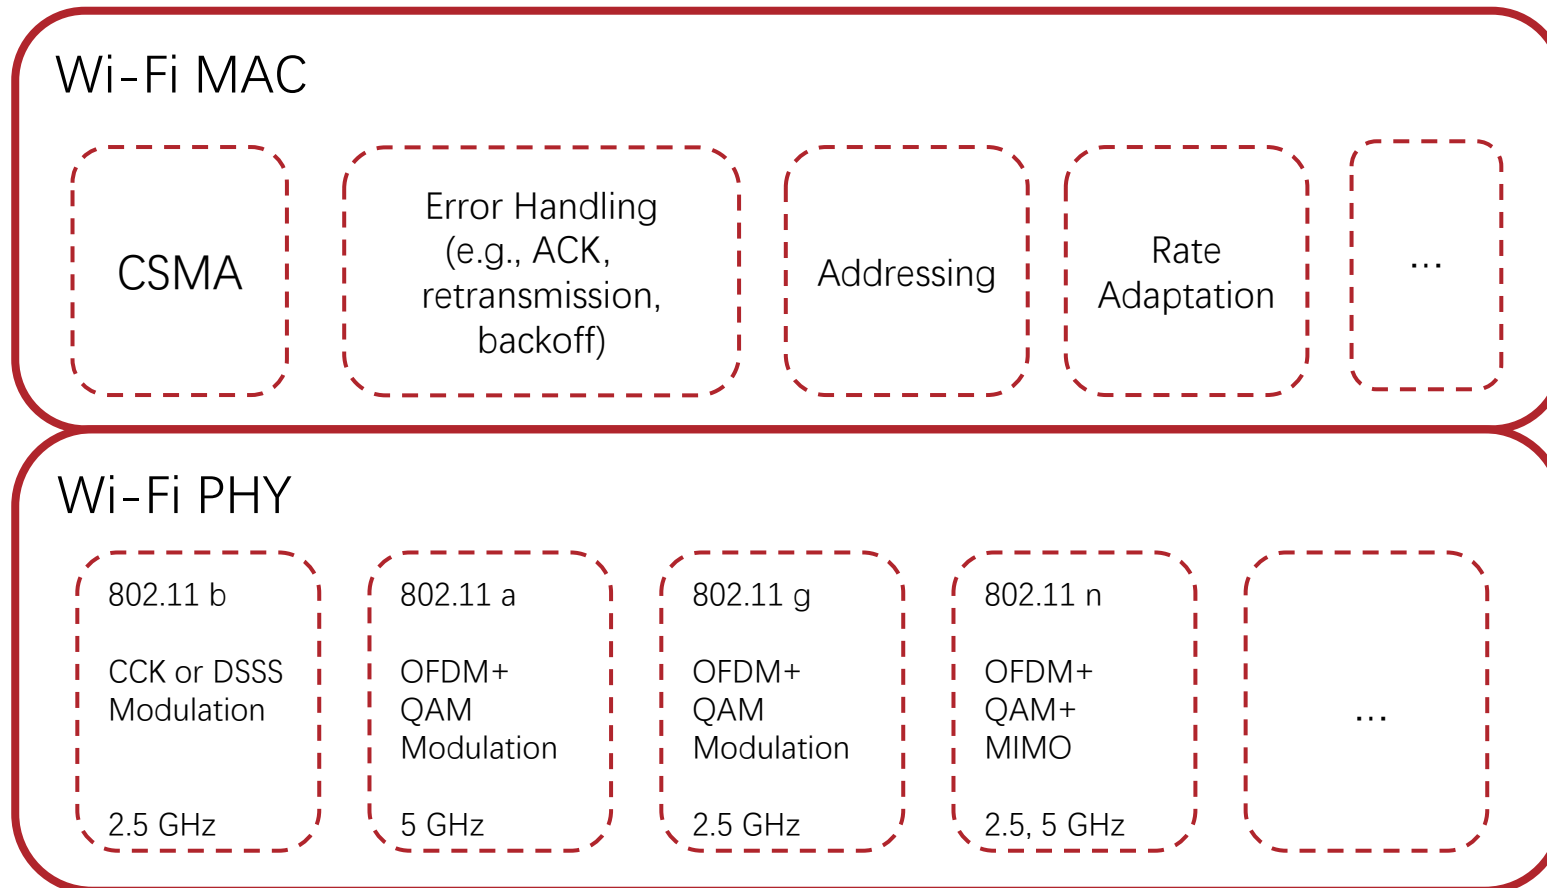 Wi-Fi MAC
CSMA
Error Handling
(e.g., ACK,
retransmission,
backoff)
Addressing
Rate
Adaptation
...
Wi-Fi PHY
802.11 b
CCK or DSSS
Modulation
2.5 GHz
802.11 a
OFDM+
QAM
Modulation
5 GHz
802.11 g
OFDM+
QAM
Modulation
2.5 GHz
802.11 n
OFDM+
QAM+
MIMO
2.5, 5 GHz
...